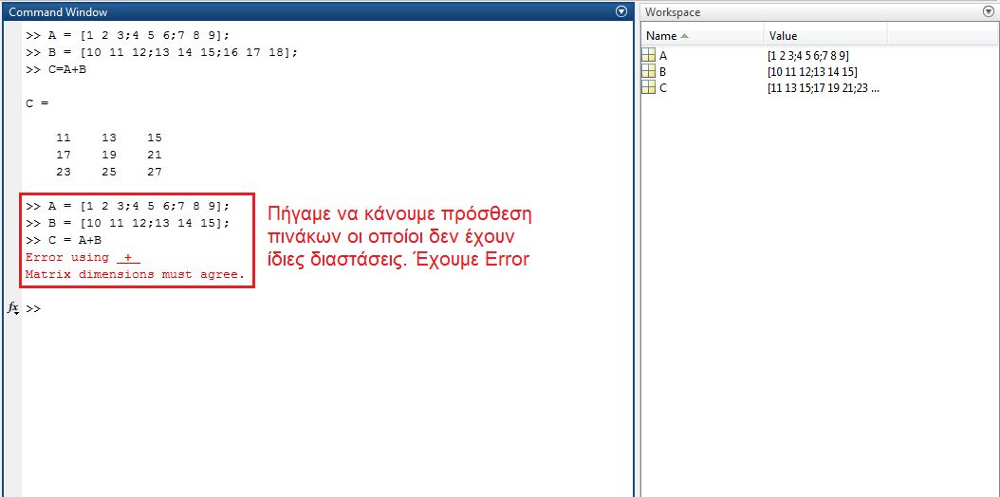 Command Window
>> A = [1 2 3;4 5 6;7 8 9];
>> B = [10 11 12;13 14 15;16 17 18];
>> C=A+B
C =
11 13 15
17 19 21
23 25 27
>> A = [1 2 3;4 5 6;7 8 9];
>> B = [10 11 12;13 14 15];
>> C = A+B
Error using +
Matrix dimensions must agree.
fx >>
Πήγαμε να κάνουμε πρόσθεση
πινάκων οι οποίοι δεν έχουν
ίδιες διαστάσεις. Έχουμε Error
Workspace
Name Value
A [1 2 3;4 5 6;7 8 9]
B [10 11 12;13 14 15]
C [11 13 15;17 19 21;23 ...